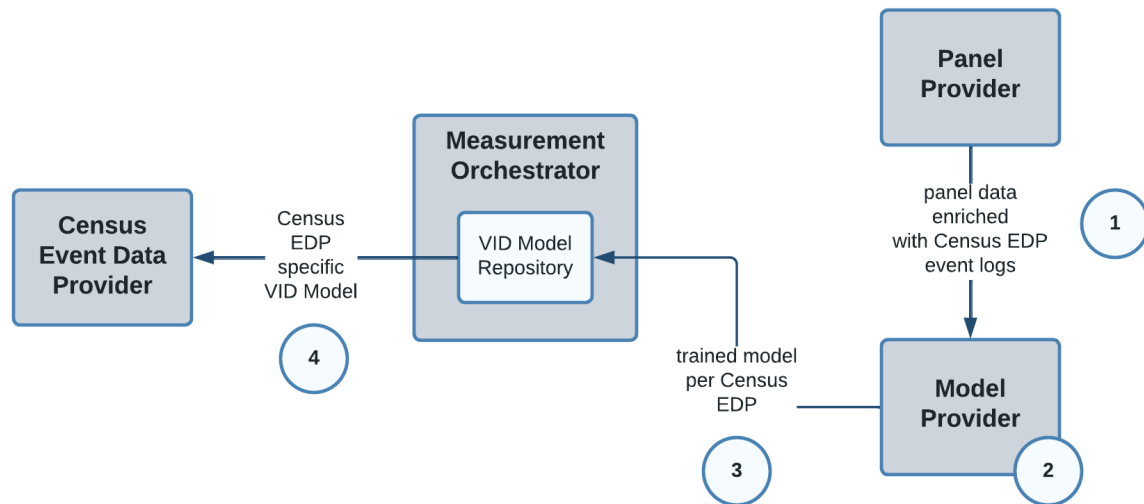 Panel
Provider
panel data
enriched
with Census EDP
event logs
1
Model
Provider
2
trained model
per Census
EDP
3
Measurement
Orchestrator
VID Model
Repository
Census
EDP
specific
VID Model
4
Census
Event Data
Provider